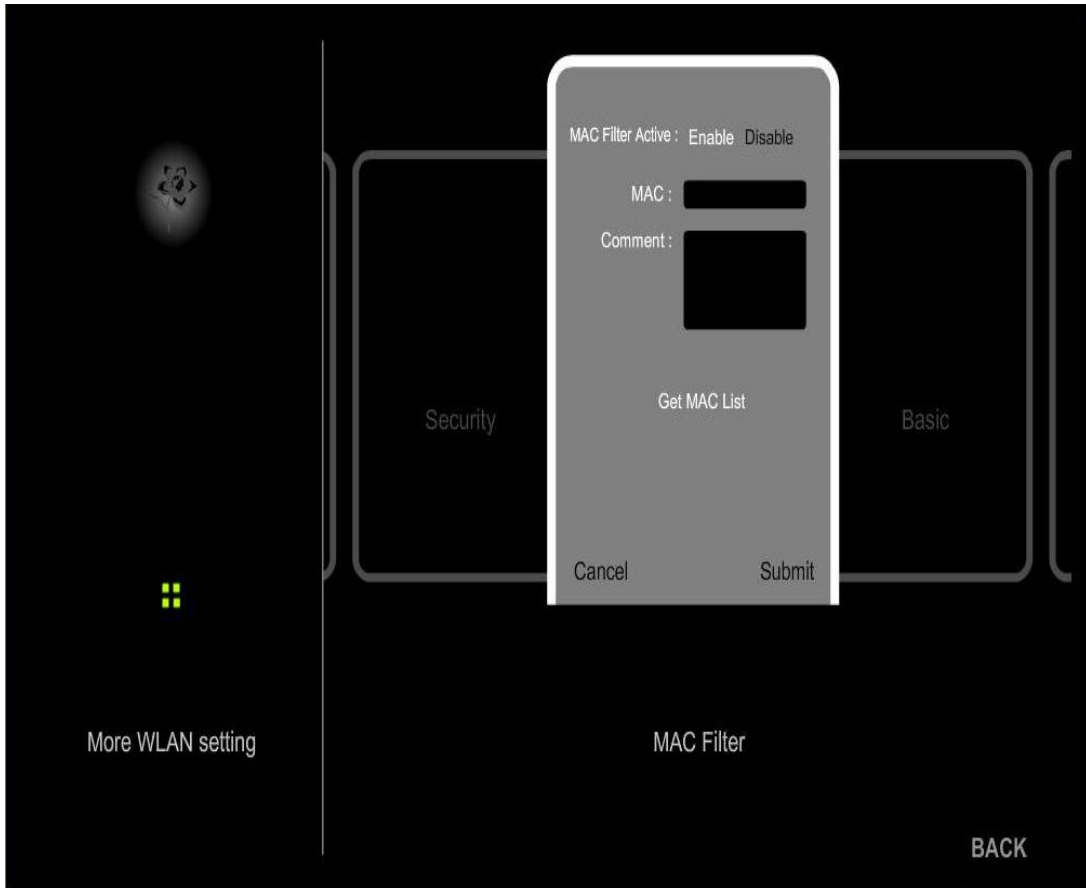 MAC Filter Active : Enable Disable
MAC :
Comment :
Get MAC List
Security
Basic
Cancel Submit
More WLAN setting
MAC Filter
BACK